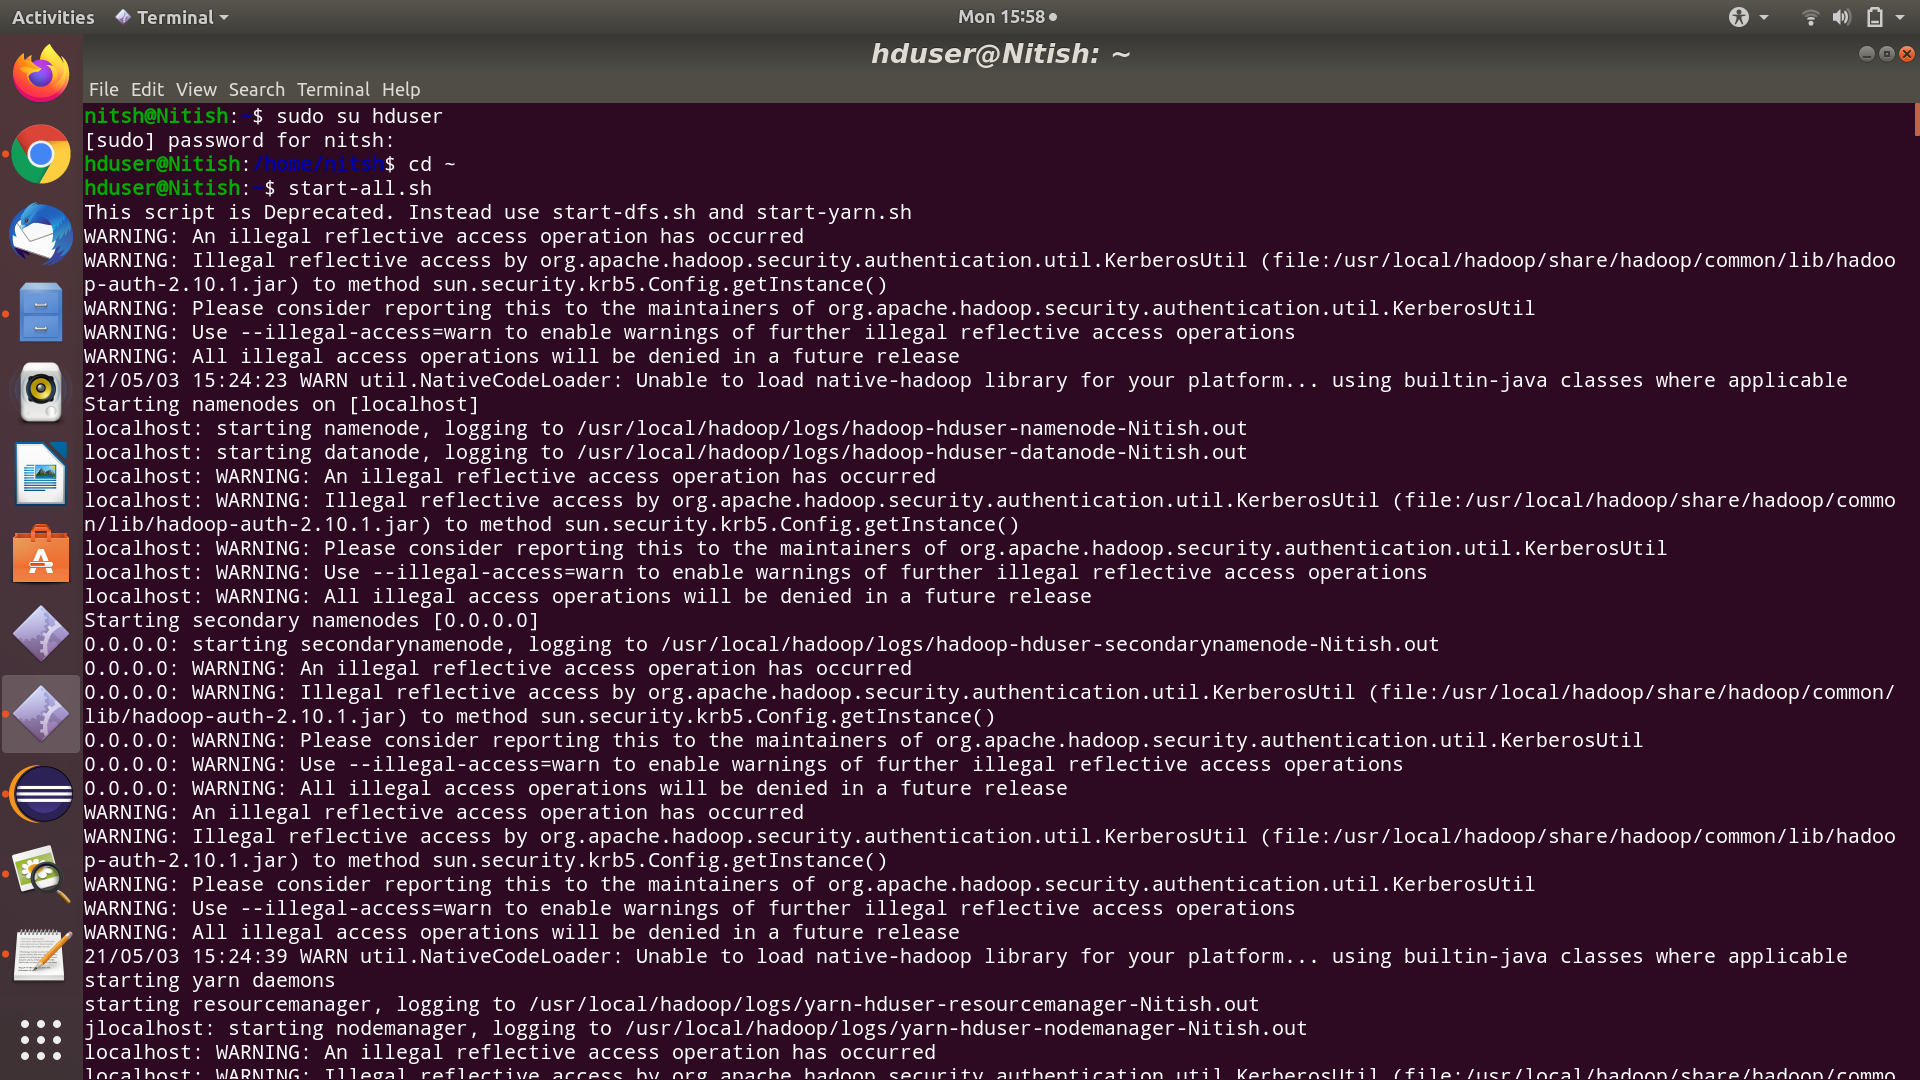 Activities Terminal Mon 15:58
hduser@Nitish: ~
File Edit View Search Terminal Help
nitsh@Nitish:~$ sudo su hduser
[sudo] password for nitsh:
hduser@Nitish:/home/nitsh$ cd ~
hduser@Nitish:~$ start-all.sh
This script is Deprecated. Instead use start-dfs.sh and start-yarn.sh
WARNING: An illegal reflective access operation has occurred
WARNING: Illegal reflective access by org.apache.hadoop.security.authentication.util.KerberosUtil (file:/usr/local/hadoop/share/hadoop/common/lib/hadoo
p-auth-2.10.1.jar) to method sun.security.krb5.Config.getInstance()
WARNING: Please consider reporting this to the maintainers of org.apache.hadoop.security.authentication.util.KerberosUtil
WARNING: Use --illegal-access=warn to enable warnings of further illegal reflective access operations
WARNING: All illegal access operations will be denied in a future release
21/05/03 15:24:23 WARN util.NativeCodeLoader: Unable to load native-hadoop library for your platform... using builtin-java classes where applicable
Starting namenodes on [localhost]
localhost: starting namenode, logging to /usr/local/hadoop/logs/hadoop-hduser-namenode-Nitish.out
localhost: starting datanode, logging to /usr/local/hadoop/logs/hadoop-hduser-datanode-Nitish.out
localhost: WARNING: An illegal reflective access operation has occurred
localhost: WARNING: Illegal reflective access by org.apache.hadoop.security.authentication.util.KerberosUtil (file:/usr/local/hadoop/share/hadoop/commo
n/lib/hadoop-auth-2.10.1.jar) to method sun.security.krb5.Config.getInstance()
localhost: WARNING: Please consider reporting this to the maintainers of org.apache.hadoop.security.authentication.util.KerberosUtil
localhost: WARNING: Use --illegal-access=warn to enable warnings of further illegal reflective access operations
localhost: WARNING: All illegal access operations will be denied in a future release
Starting secondary namenodes [0.0.0.0]
0.0.0.0: starting secondarynamenode, logging to /usr/local/hadoop/logs/hadoop-hduser-secondarynamenode-Nitish.out
0.0.0.0: WARNING: An illegal reflective access operation has occurred
0.0.0.0: WARNING: Illegal reflective access by org.apache.hadoop.security.authentication.util.KerberosUtil (file:/usr/local/hadoop/share/hadoop/common/
lib/hadoop-auth-2.10.1.jar) to method sun.security.krb5.Config.getInstance()
0.0.0.0: WARNING: Please consider reporting this to the maintainers of org.apache.hadoop.security.authentication.util.KerberosUtil
0.0.0.0: WARNING: Use --illegal-access=warn to enable warnings of further illegal reflective access operations
0.0.0.0: WARNING: All illegal access operations will be denied in a future release
WARNING: An illegal reflective access operation has occurred
WARNING: Illegal reflective access by org.apache.hadoop.security.authentication.util.KerberosUtil (file:/usr/local/hadoop/share/hadoop/common/lib/hadoo
p-auth-2.10.1.jar) to method sun.security.krb5.Config.getInstance()
WARNING: Please consider reporting this to the maintainers of org.apache.hadoop.security.authentication.util.KerberosUtil
WARNING: Use --illegal-access=warn to enable warnings of further illegal reflective access operations
WARNING: All illegal access operations will be denied in a future release
21/05/03 15:24:39 WARN util.NativeCodeLoader: Unable to load native-hadoop library for your platform... using builtin-java classes where applicable
starting yarn daemons
starting resourcemanager, logging to /usr/local/hadoop/logs/yarn-hduser-resourcemanager-Nitish.out
jlocalhost: starting nodemanager, logging to /usr/local/hadoop/logs/yarn-hduser-nodemanager-Nitish.out
localhost: WARNING: An illegal reflective access operation has occurred
localhost: WARNING: Illegal reflective access by org.apache.hadoop.security.authentication.util.KerberosUtil (file:/usr/local/hadoop/share/hadoop/commo